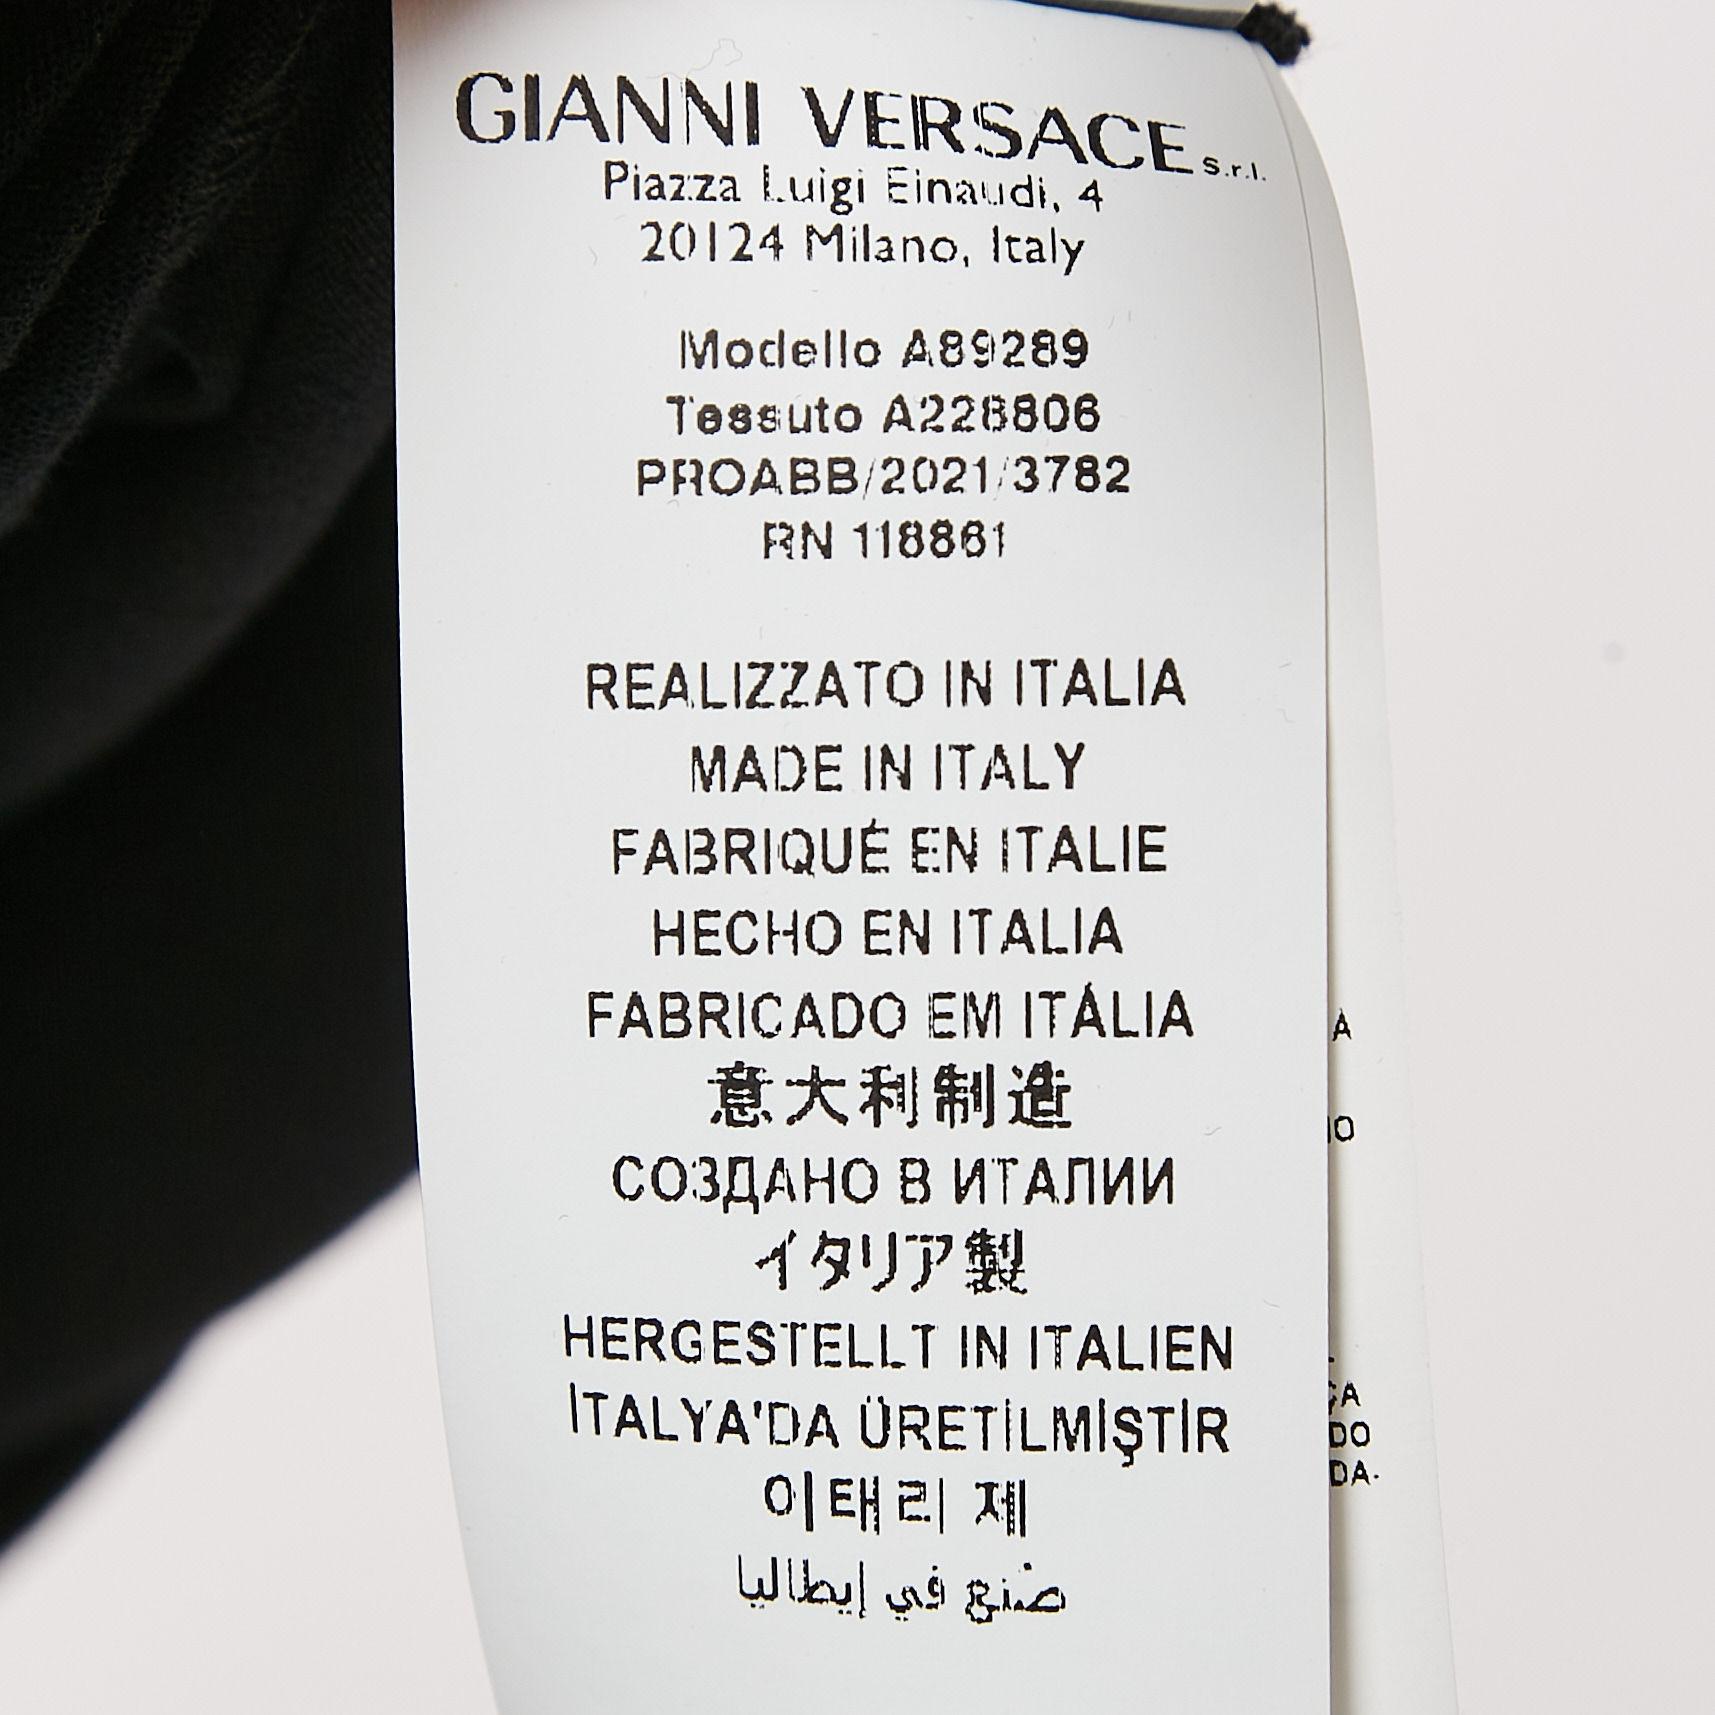 GIANNI VERSACE s.r.l.
Piazza Luigi Einaudi, 4
20124 Milano, Italy
Modello A89289
Tessuto A228806
PROABB/2021/3782
RN 118861
REALIZZATO IN ITALIA
MADE IN ITALY
FABRIQUÉ EN ITALIE
HECHO EN ITALIA
FABRICADO EM ITÁLIA
意大利制造
СОЗДАНО В ИТАЛИИ
イタリア製
HERGESTELLT IN ITALIEN
İTALYA'DA ÜRETİLMİŞTİR
이태리 제
صُنع في إيطاليا